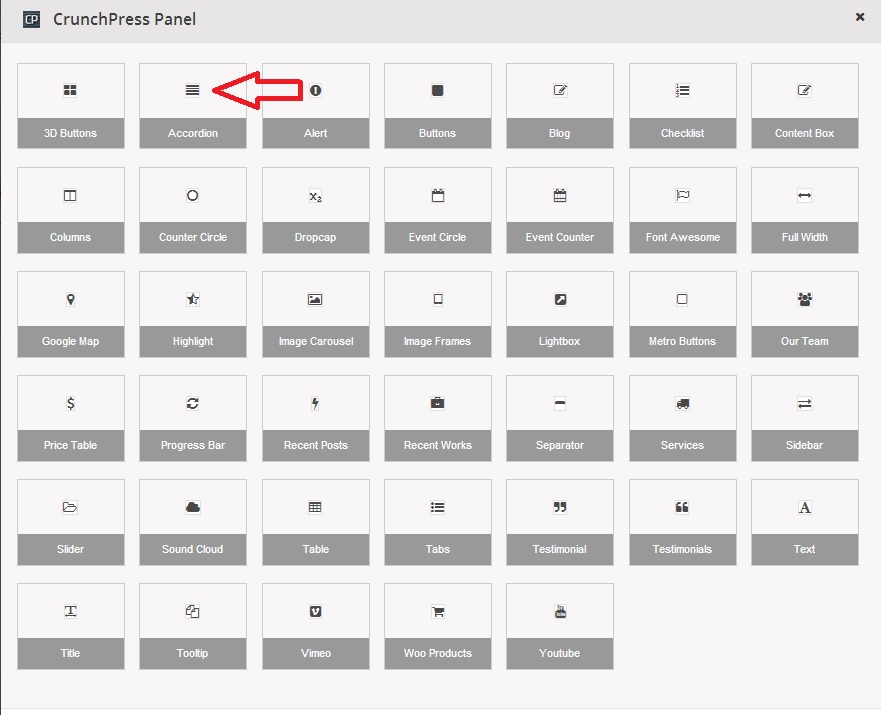 CP CrunchPress Panel
3D Buttons Accordion Alert Buttons Blog Checklist Content Box
Columns Counter Circle Dropcap Event Circle Event Counter Font Awesome Full Width
Google Map Highlight Image Carousel Image Frames Lightbox Metro Buttons Our Team
Price Table Progress Bar Recent Posts Recent Works Separator Services Sidebar
Slider Sound Cloud Table Tabs Testimonial Testimonials Text
Title Tooltip Vimeo Woo Products Youtube